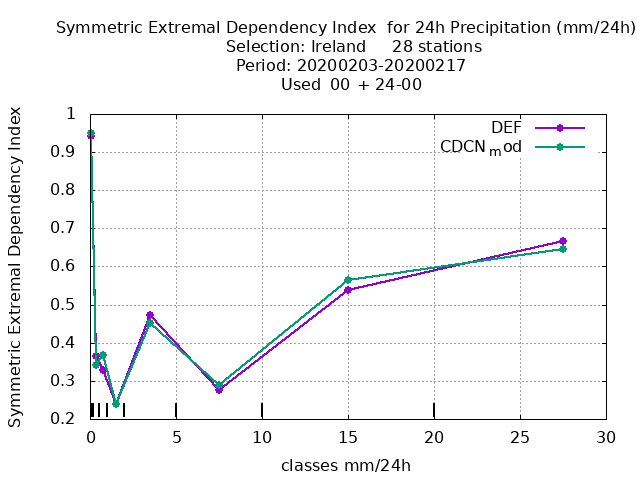 Symmetric Extremal Dependency Index  for 24h Precipitation (mm/24h)
Selection: Ireland     28 stations
Period: 20200203-20200217
Used  00 + 24-00
Symmetric Extremal Dependency Index
1
0.9
0.8
0.7
0.6
0.5
0.4
0.3
0.2
DEF
CDCNmod
0 5 10 15 20 25 30
classes mm/24h